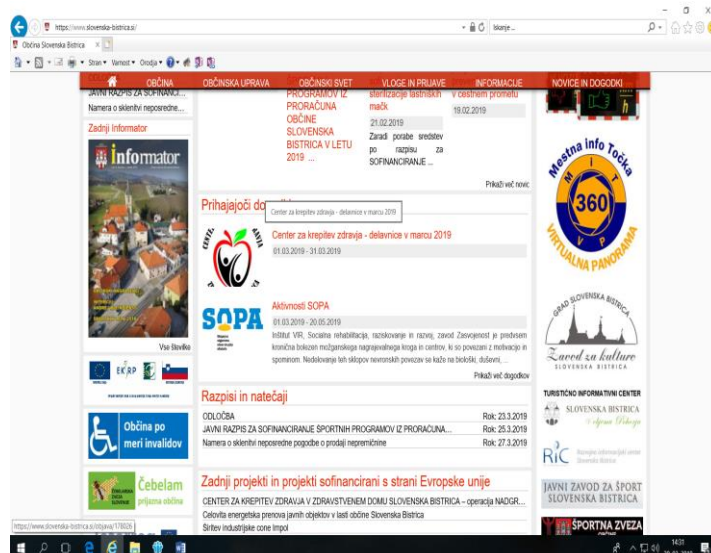 https://www.slovenska-bistrica.si/
Iskanje...
Občina Slovenska Bistrica
Stran
Varnost
Orodja
OBČINA
OBČINSKA UPRAVA
OBČINSKI SVET
VLOGE IN PRIJAVE
INFORMACIJE
NOVICE IN DOGODKI
JAVNI RAZPIS ZA SOFINANCI...
Namera o sklenitvi neposredne...
Zadnji Informator
Informator
Vse številke
EKRP
Občina po
meri invalidov
Čebelam
prijazna občina
PROGRAMOV IZ
PRORAČUNA
OBČINE
SLOVENSKA
BISTRICA V LETU
2019 ...
sterilizacije lastniških
mačk
21.02.2019
Zaradi porabe sredstev
po razpisu za
SOFINANCIRANJE ...
v cestnem prometu
19.02.2019
Prikaži več novic
Prihajajoči
Center za krepitev zdravja - delavnice v marcu 2019
Center za krepitev zdravja - delavnice v marcu 2019
01.03.2019 - 31.03.2019
SOPA
Aktivnosti SOPA
01.03.2019 - 20.05.2019
Inštitut VIR, Socialna rehabilitacija, raziskovanje in razvoj, zavod Zasvojenost je predvsem
kronična bolezen možganskega nagrajevalnega kroga in centrov, ki so povezani z motivacijo in
spominom. Nedelovanje teh sklopov nevronskih povezav se kaže na biološki, duševni, ...
Prikaži več dogodkov
Razpisi in natečaji
ODLOČBA Rok: 23.3.2019
JAVNI RAZPIS ZA SOFINANCIRANJE ŠPORTNIH PROGRAMOV IZ PRORAČUNA... Rok: 25.3.2019
Namera o sklenitvi neposredne pogodbe o prodaji nepremičnine Rok: 27.3.2019
Zadnji projekti in projekti sofinancirani s strani Evropske unije
CENTER ZA KREPITEV ZDRAVJA V ZDRAVSTVENEM DOMU SLOVENSKA BISTRICA – operacija NADGR...
Celovita energetska prenova javnih objektov v lasti občine Slovenska Bistrica
Širitev industrijske cone Impol
Mestna Info Točka
MIT
360
VP
VIRTUALNA PANORAMA
GRAD SLOVENSKA BISTRICA
Zavod za kulturo
SLOVENSKA BISTRICA
TURISTIČNO INFORMATIVNI CENTER
SLOVENSKA BISTRICA
RIC
Razvojno informacijski center
Slovenska Bistrica
JAVNI ZAVOD ZA ŠPORT
SLOVENSKA BISTRICA
ŠPORTNA ZVEZA
https://www.slovenska-bistrica.si/objava/178026
14:31